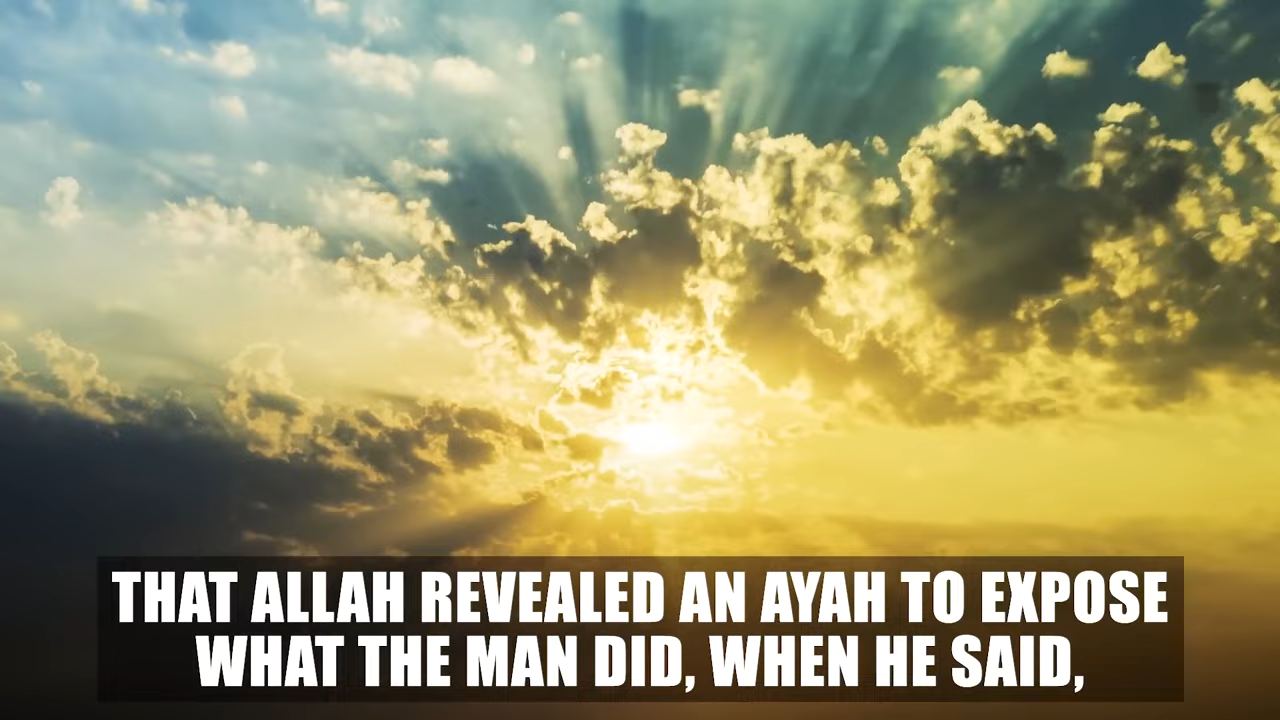 THAT ALLAH REVEALED AN AYAH TO EXPOSE
WHAT THE MAN DID, WHEN HE SAID,